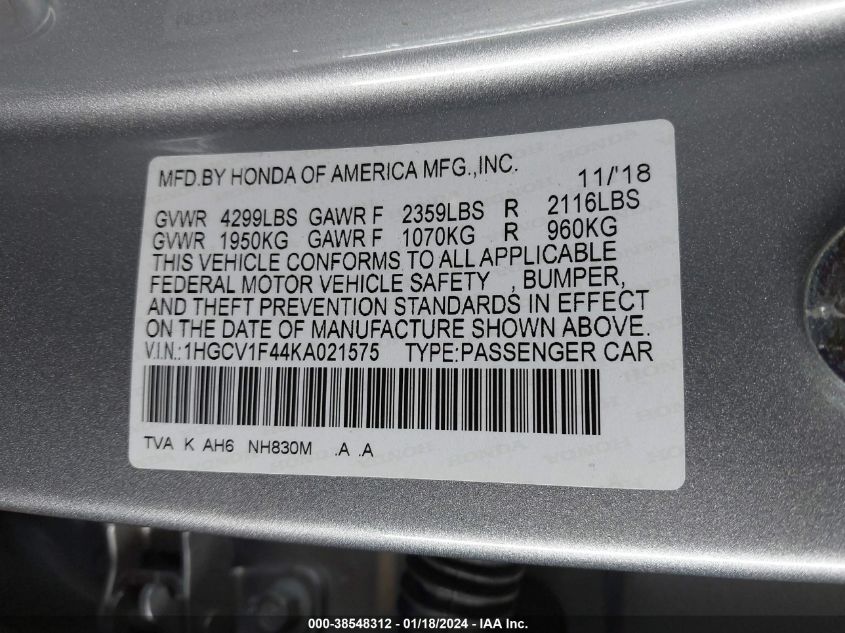 MFD.BY HONDA OF AMERICA MFG.,INC. 11/'18
GVWR 4299LBS GAWR F 2359LBS R 2116LBS
GVWR 1950KG GAWR F 1070KG R 960KG
THIS VEHICLE CONFORMS TO ALL APPLICABLE
FEDERAL MOTOR VEHICLE SAFETY , BUMPER,
AND THEFT PREVENTION STANDARDS IN EFFECT
ON THE DATE OF MANUFACTURE SHOWN ABOVE.
V.I.N.:1HGCV1F44KA021575 TYPE:PASSENGER CAR
TVA K AH6 NH830M .A .A
000-38548312 - 01/18/2024 - IAA Inc.